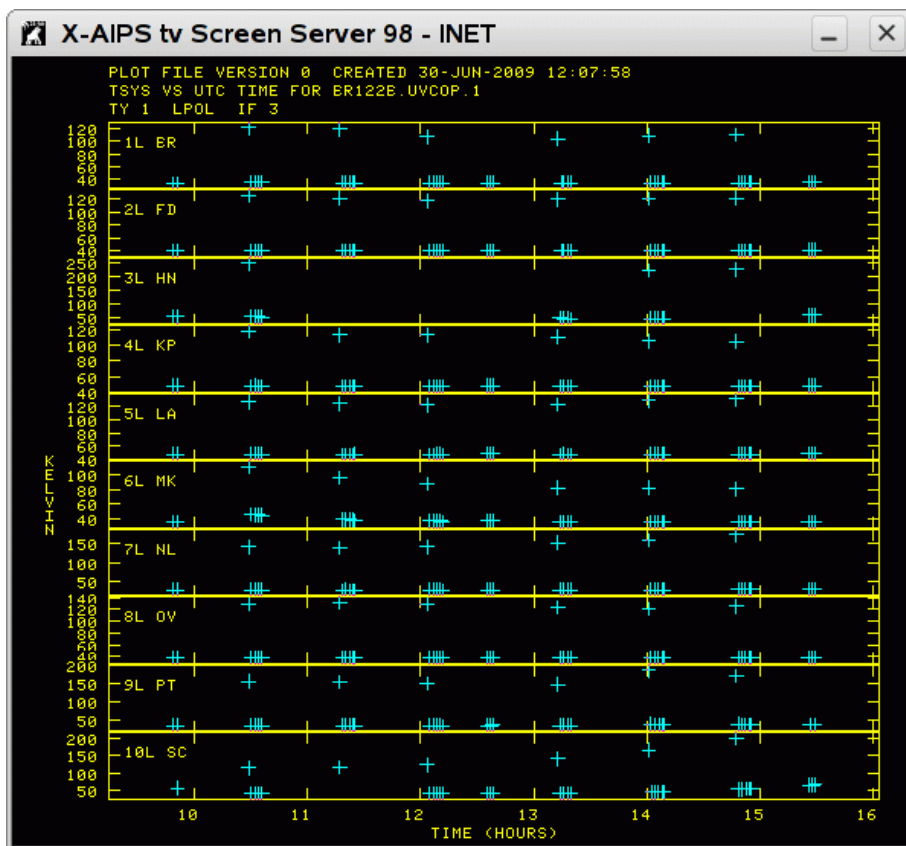 X-AIPS tv Screen Server 98 - INET
PLOT FILE VERSION 0 CREATED 30-JUN-2009 12:07:58
TSYS VS UTC TIME FOR BR122B.UVCOP.1
TY 1 LPOL IF 3
120
100
80
60
40
1L BR
120
100
80
60
40
2L FD
250
200
150
100
50
3L HN
120
100
80
60
40
4L KP
120
100
80
60
40
5L LA
100
80
60
40
6L MK
150
100
50
7L NL
140
120
100
80
60
40
8L OV
200
150
100
50
9L PT
200
150
100
50
10L SC
KELVIN
10 11 12 13 14 15 16
TIME (HOURS)